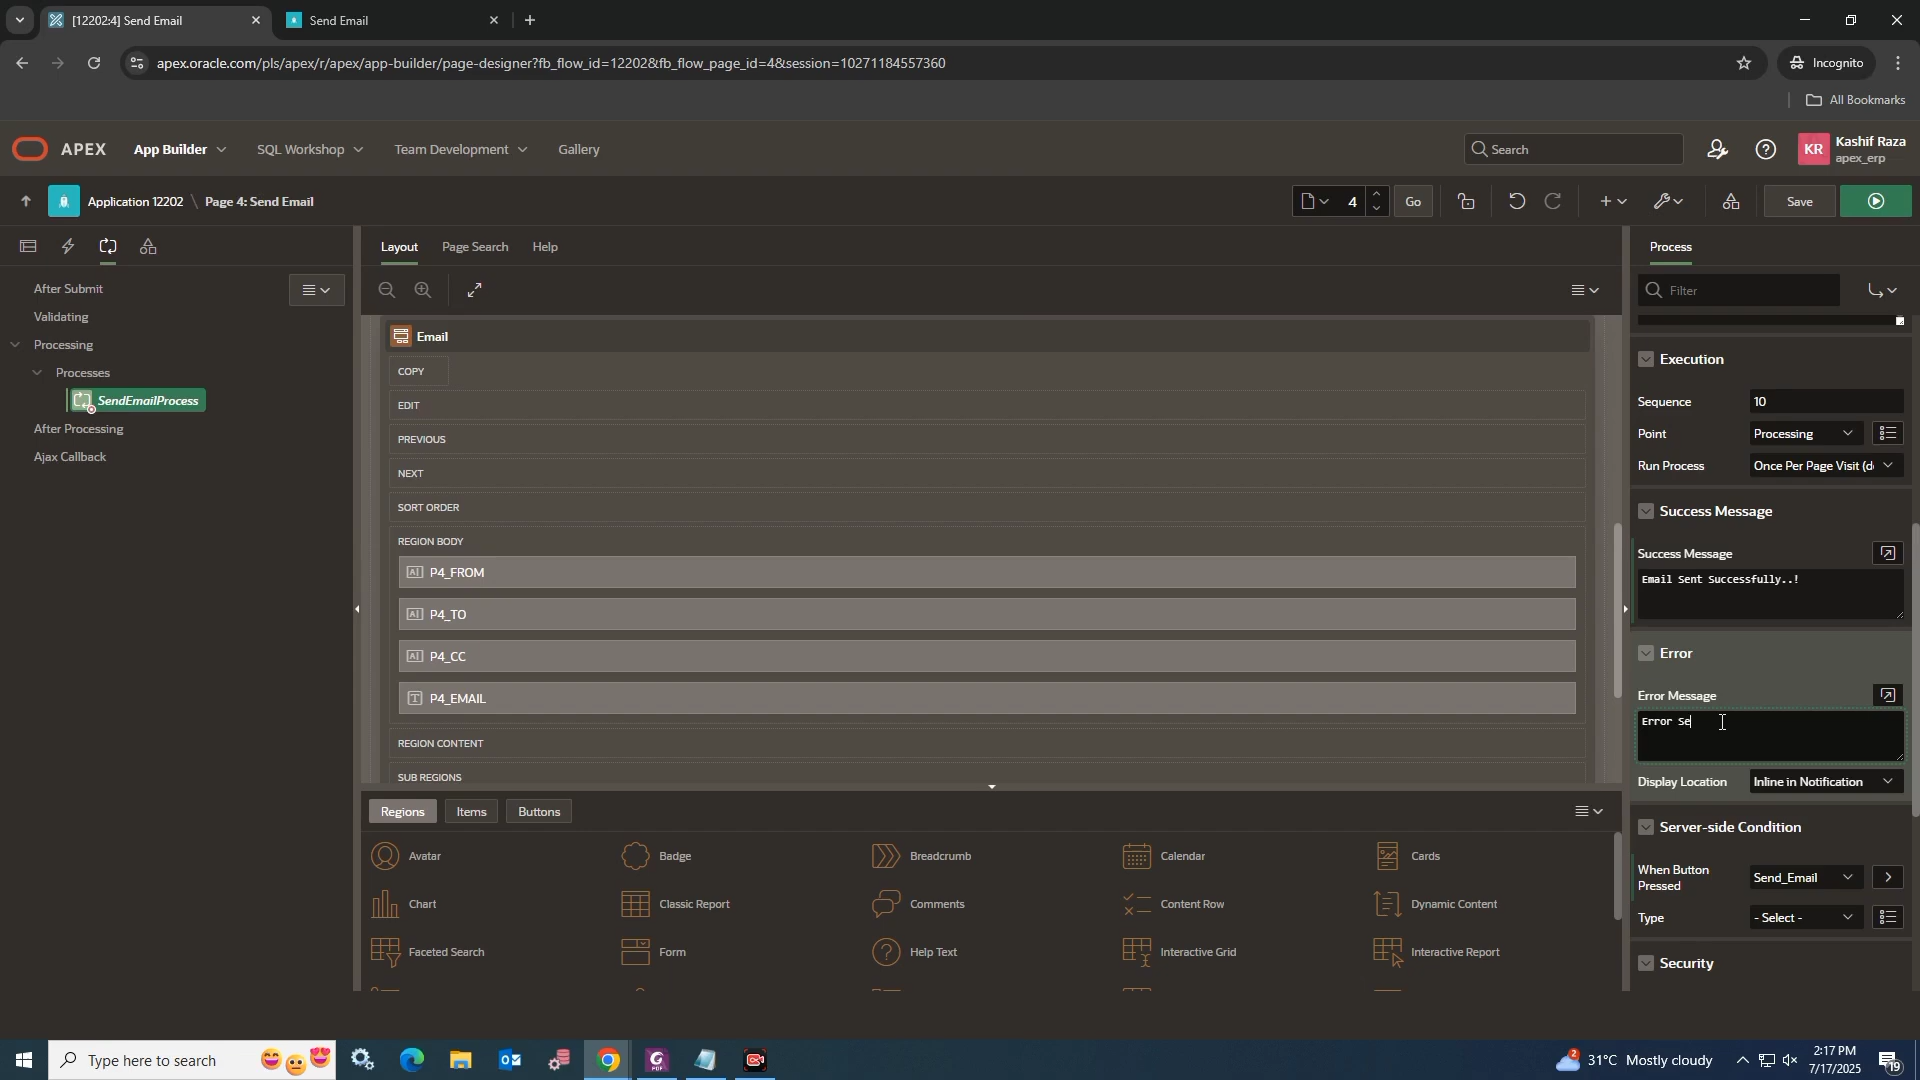 [12202:4] Send Email
Send Email
apex.oracle.com/pls/apex/r/apex/app-builder/page-designer?fb_flow_id=12202&fb_flow_page_id=4&session=10271184557360
Incognito
All Bookmarks
APEX
App Builder
SQL Workshop
Team Development
Gallery
Search
KR
Kashif Raza
apex_erp
Application 12202 \ Page 4: Send Email
4
Go
Save
Layout
Page Search
Help
Process
After Submit
Validating
Processing
Processes
SendEmailProcess
After Processing
Ajax Callback
Email
COPY
EDIT
PREVIOUS
NEXT
SORT ORDER
REGION BODY
P4_FROM
P4_TO
P4_CC
P4_EMAIL
REGION CONTENT
SUB REGIONS
Regions
Items
Buttons
Avatar
Badge
Breadcrumb
Calendar
Cards
Chart
Classic Report
Comments
Content Row
Dynamic Content
Faceted Search
Form
Help Text
Interactive Grid
Interactive Report
Filter
Execution
Sequence
10
Point
Processing
Run Process
Once Per Page Visit (d
Success Message
Success Message
Email Sent Successfully..!
Error
Error Message
Error Se
Display Location
Inline in Notification
Server-side Condition
When Button Pressed
Send_Email
Type
- Select -
Security
Type here to search
2
31°C Mostly cloudy
2:17 PM
7/17/2025
19